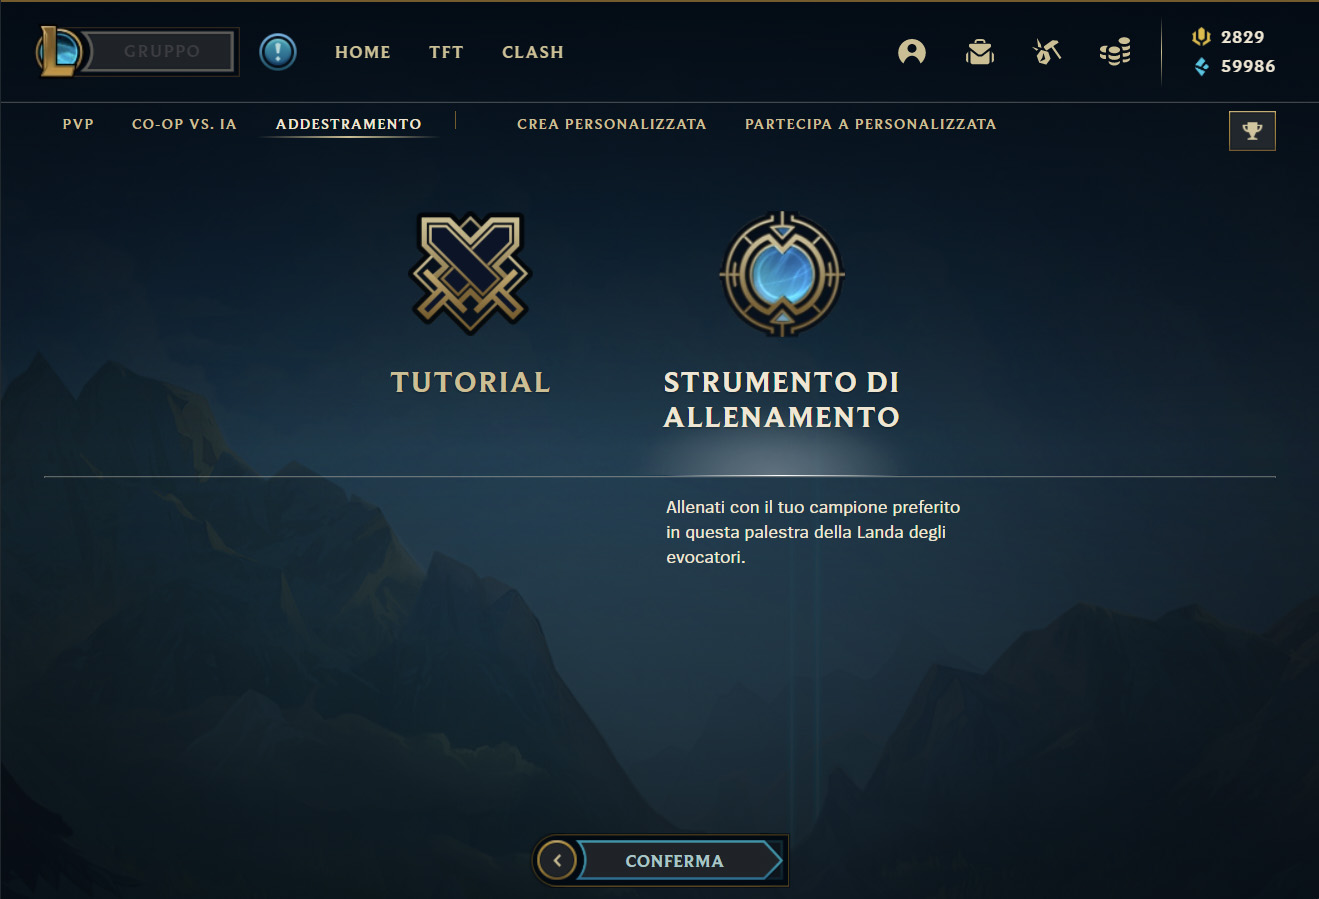 GRUPPO
HOME
TFT
CLASH
2829
59986
PVP
CO-OP VS. IA
ADDESTRAMENTO
CREA PERSONALIZZATA
PARTECIPA A PERSONALIZZATA
TUTORIAL
STRUMENTO DI
ALLENAMENTO
Allenati con il tuo campione preferito
in questa palestra della Landa degli
evocatori.
CONFERMA